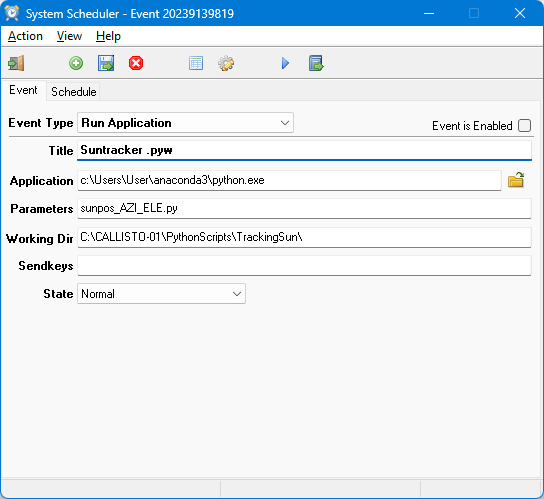 System Scheduler - Event 20239139819
Action View Help
Event Schedule
Event Type Run Application Event is Enabled
Title Suntracker .pyw
Application c:\Users\User\anaconda3\python.exe
Parameters sunpos_AZI_ELE.py
Working Dir C:\CALLISTO-01\PythonScripts\TrackingSun\
Sendkeys
State Normal